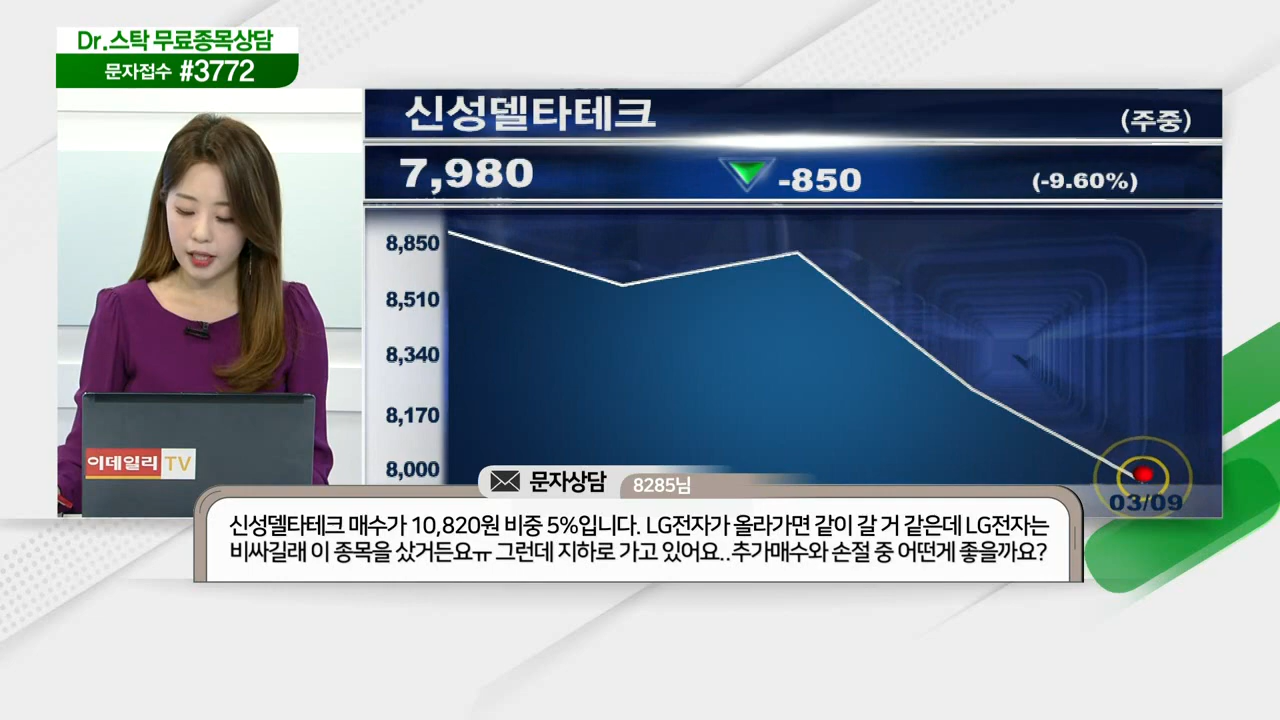 Dr.스탁 무료종목상담
문자접수 #3772
신성델타테크
(주중)
7,980 -850 (-9.60%)
8,850
8,510
8,340
8,170
8,000
03/09
이데일리 TV
문자상담 8285님
신성델타테크 매수가 10,820원 비중 5%입니다. LG전자가 올라가면 같이 갈 거 같은데 LG전자는
비싸길래 이 종목을 샀거든요ㅠ 그런데 지하로 가고 있어요..추가매수와 손절 중 어떤게 좋을까요?